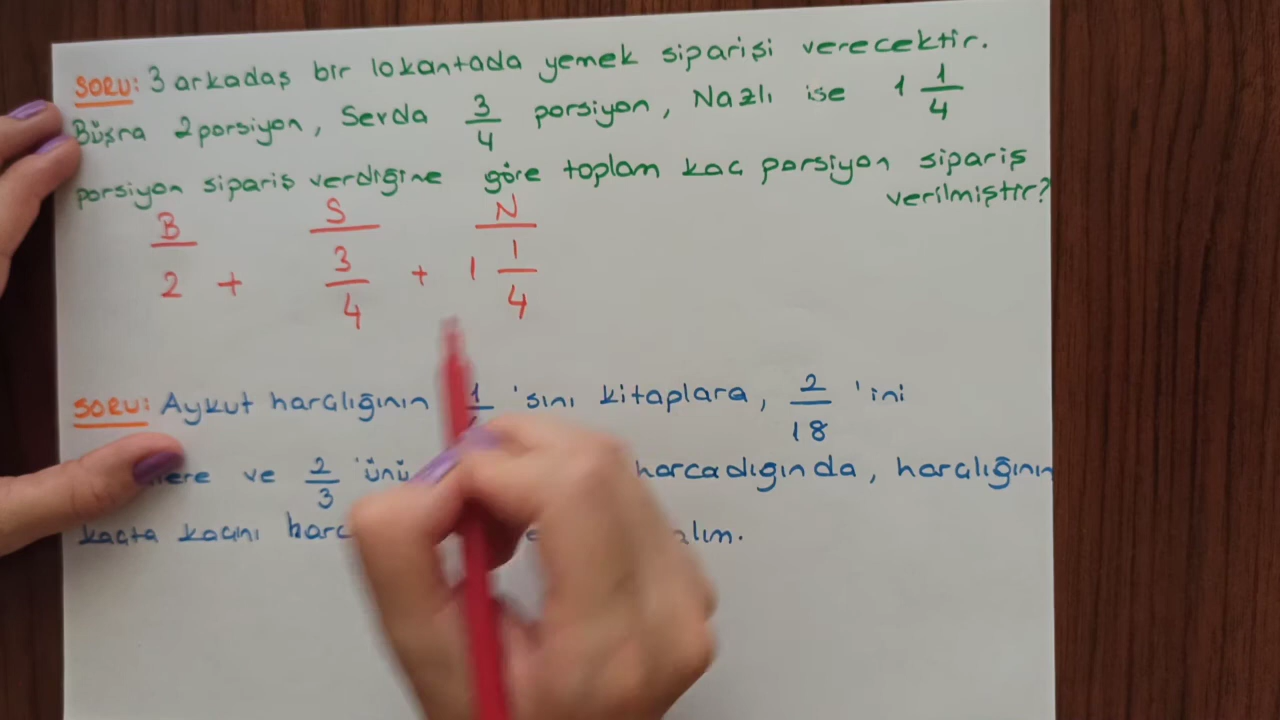 SORU: 3 arkadaş bir lokantada yemek siparişi verecektir.
Büşra 2 porsiyon, Serda 3/4 porsiyon, Nazlı ise 1 1/4
porsiyon sipariş verdiğine göre toplam kaç porsiyon sipariş
verilmiştir?
B S N
2 + 3/4 + 1 1/4
SORU: Aykut harçlığının 'sını kitaplara, 2/18 'ini
ve 2/3 'ünü harcadığında, harçlığının
kaçta kaçını